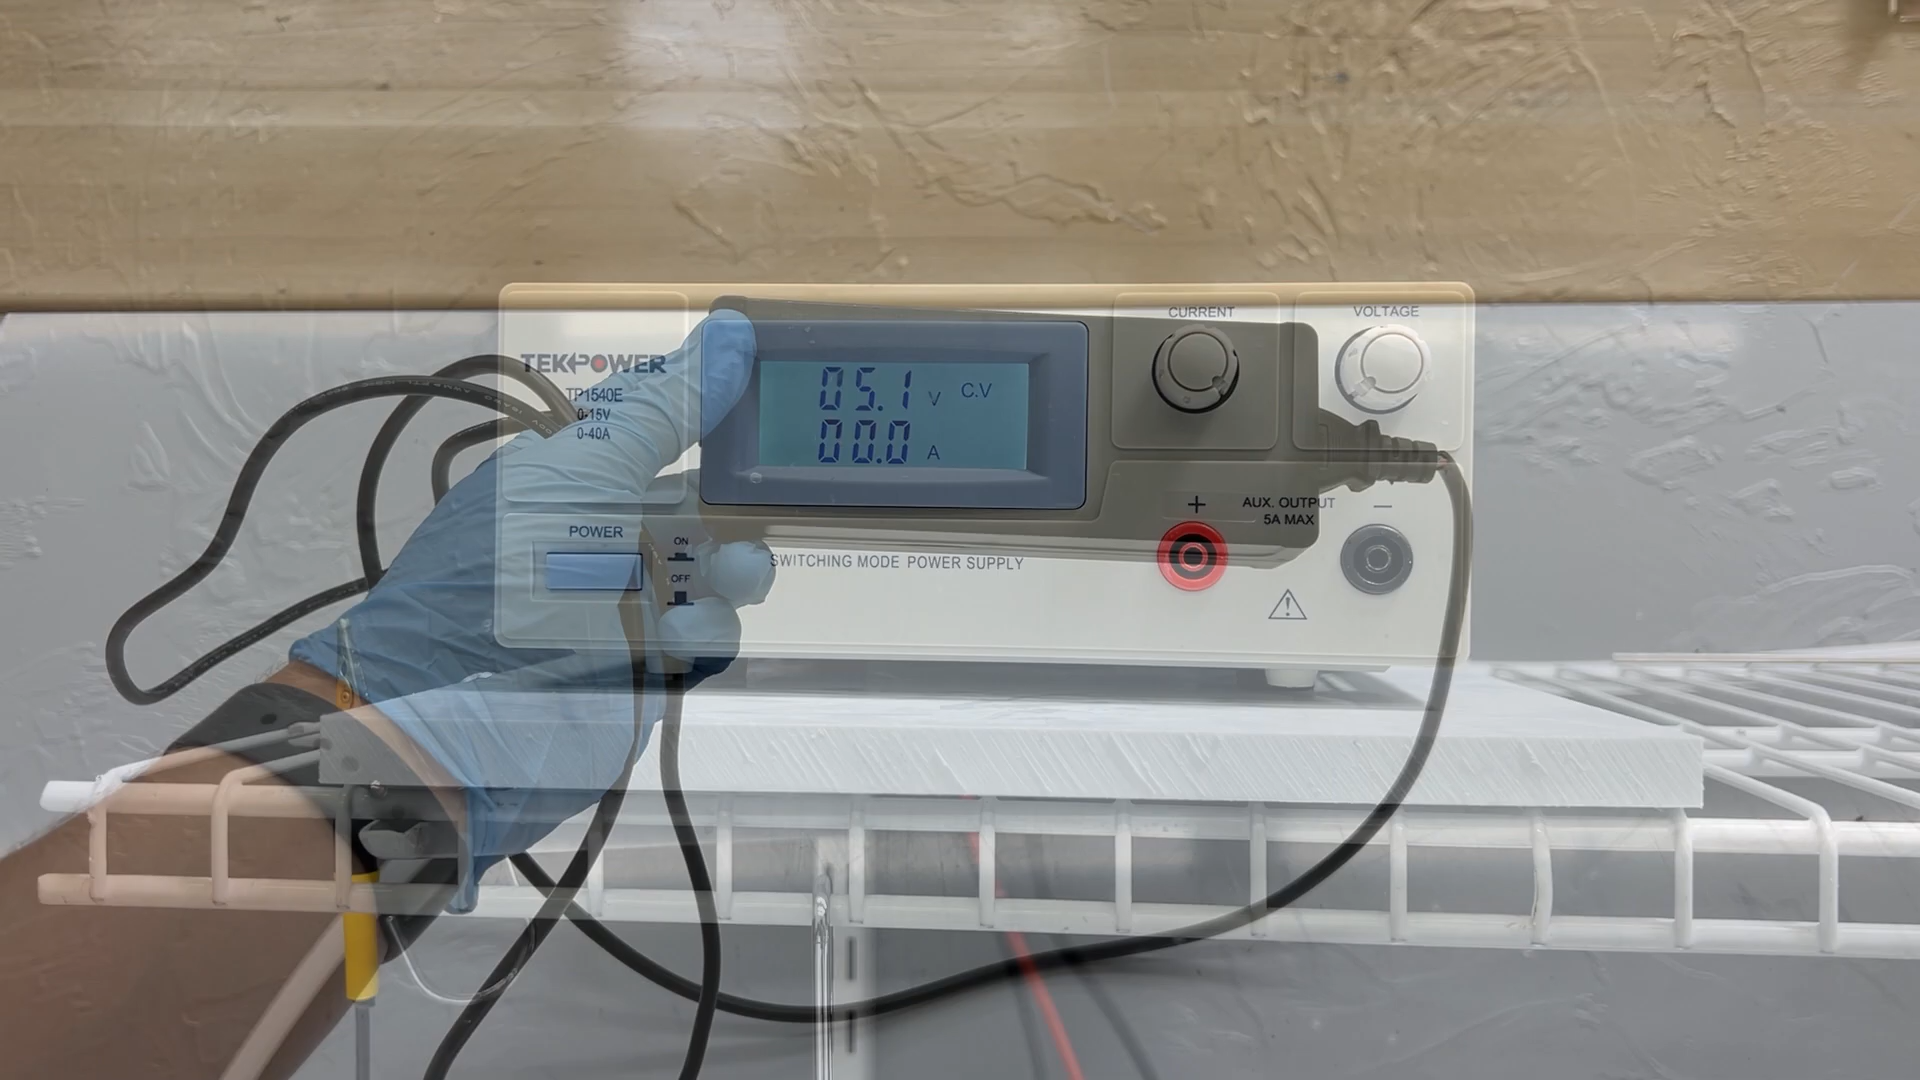 TEKPOWER
TP1540E
0-15V
0-40A
05.1 V C.V
00.0 A
CURRENT
VOLTAGE
POWER
ON
OFF
SWITCHING MODE POWER SUPPLY
+ AUX. OUTPUT −
5A MAX